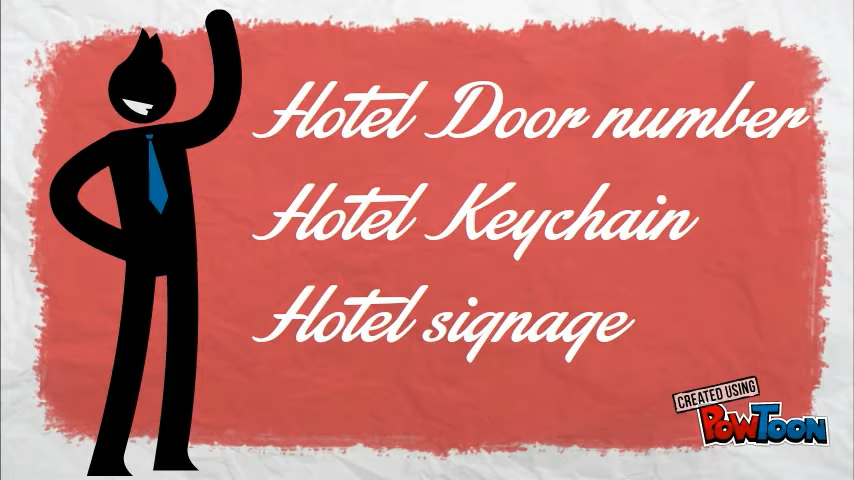 Hotel Door number
Hotel Keychain
Hotel signage
CREATED USING
POWTOON